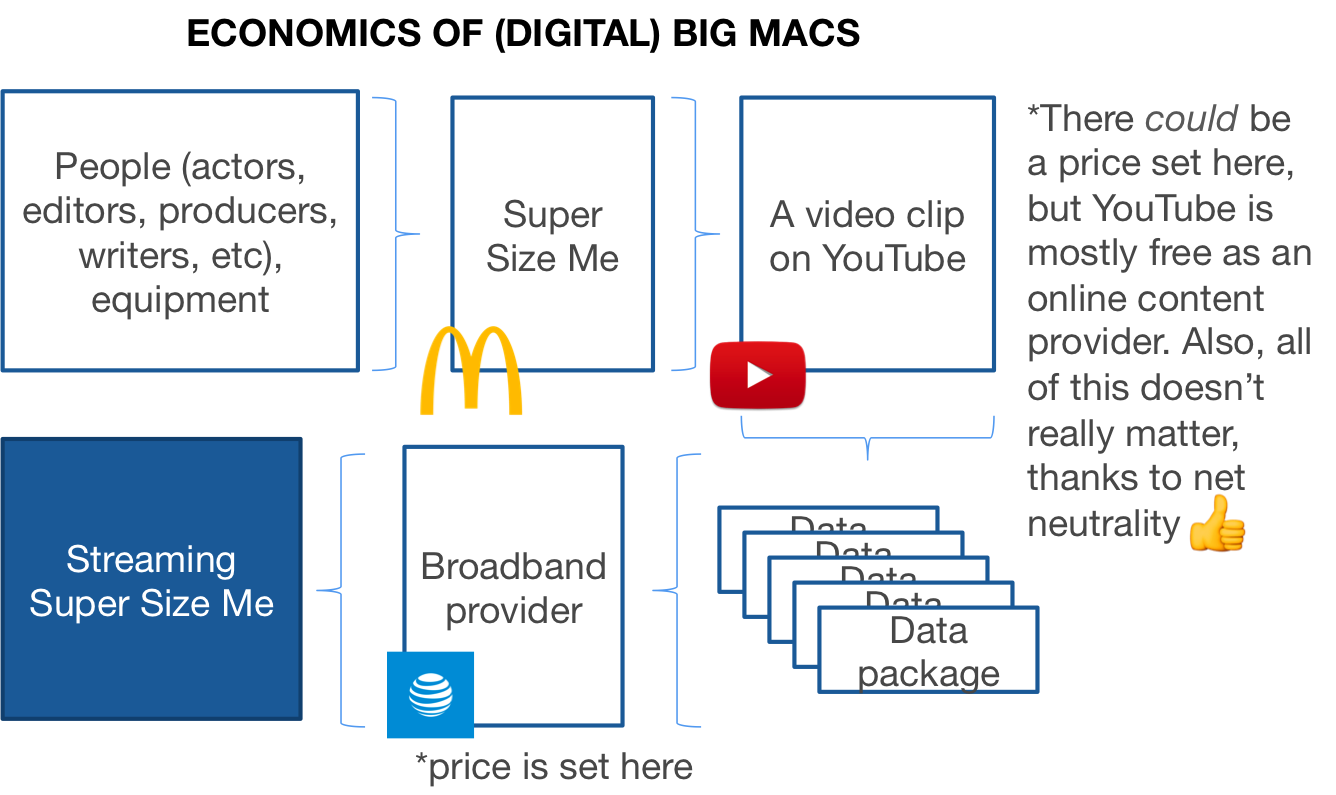 ECONOMICS OF (DIGITAL) BIG MACS
People (actors,
editors, producers,
writers, etc),
equipment
Super
Size Me
A video clip
on YouTube
*There could be
a price set here,
but YouTube is
mostly free as an
online content
provider. Also, all
of this doesn’t
really matter,
thanks to net
neutrality 👍
Streaming
Super Size Me
Broadband
provider
Data
Data
Data
Data
Data
package
*price is set here